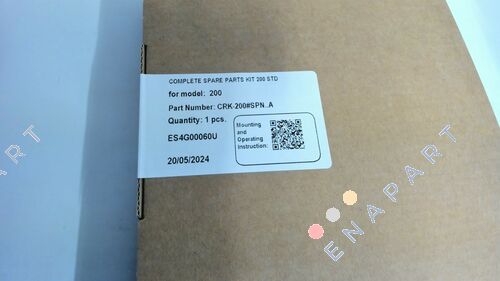 COMPLETE SPARE PARTS KIT 200 STD
for model: 200
Part Number: CRK-200#SPN..A
Quantity: 1 pcs.
ES4G00060U
20/05/2024
Mounting
and
Operating
Instruction:
ENAPART
ENAPART